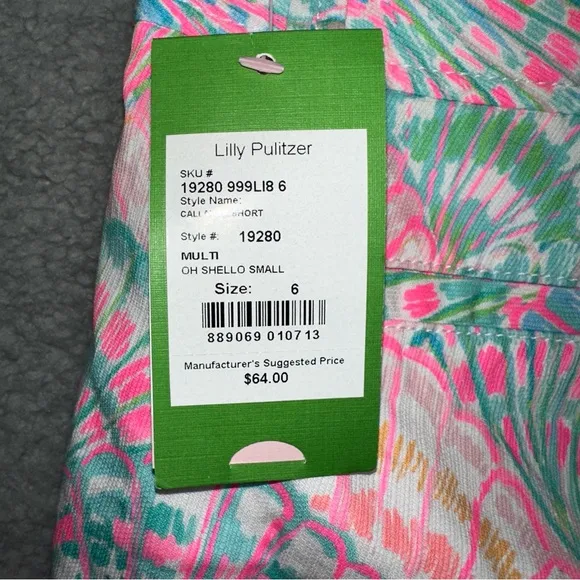 Lilly Pulitzer
SKU #
19280 999LI8 6
Style Name:
SHORT
Style #: 19280
MULTI
OH SHELLO SMALL
Size: 6
889069 010713
Manufacturer's Suggested Price
$64.00